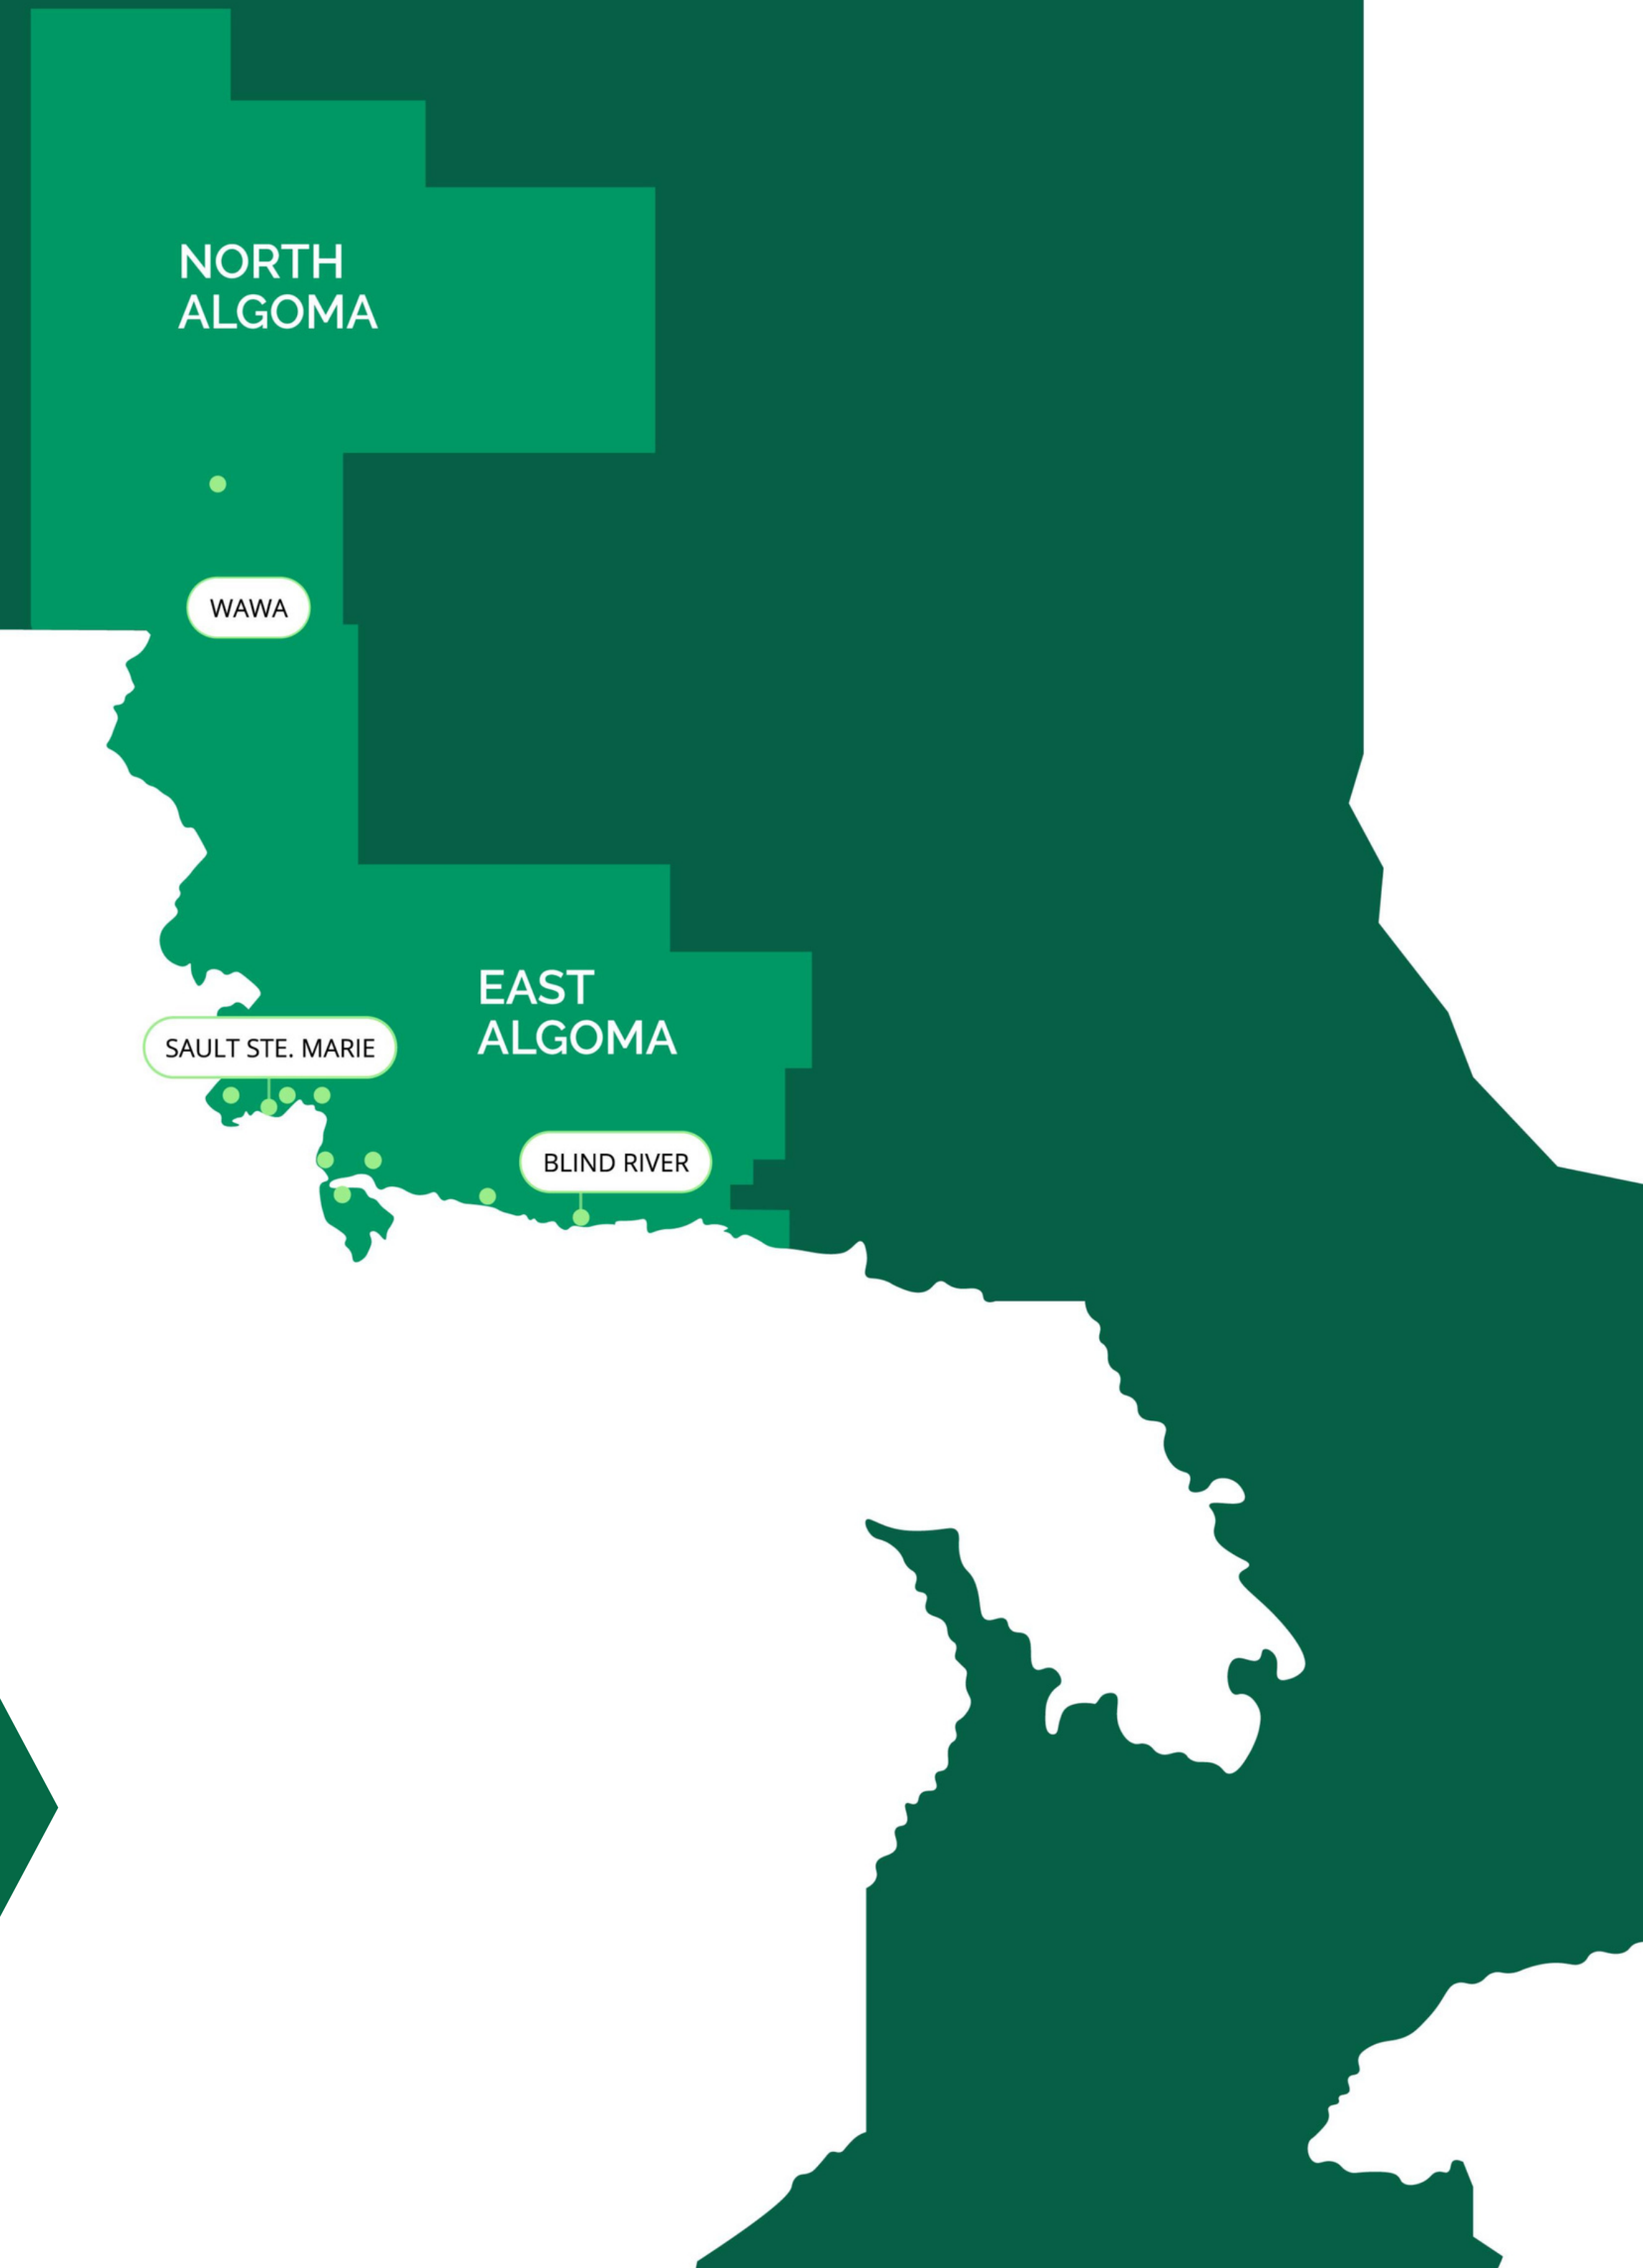 NORTH
ALGOMA
WAWA
EAST
ALGOMA
SAULT STE. MARIE
BLIND RIVER